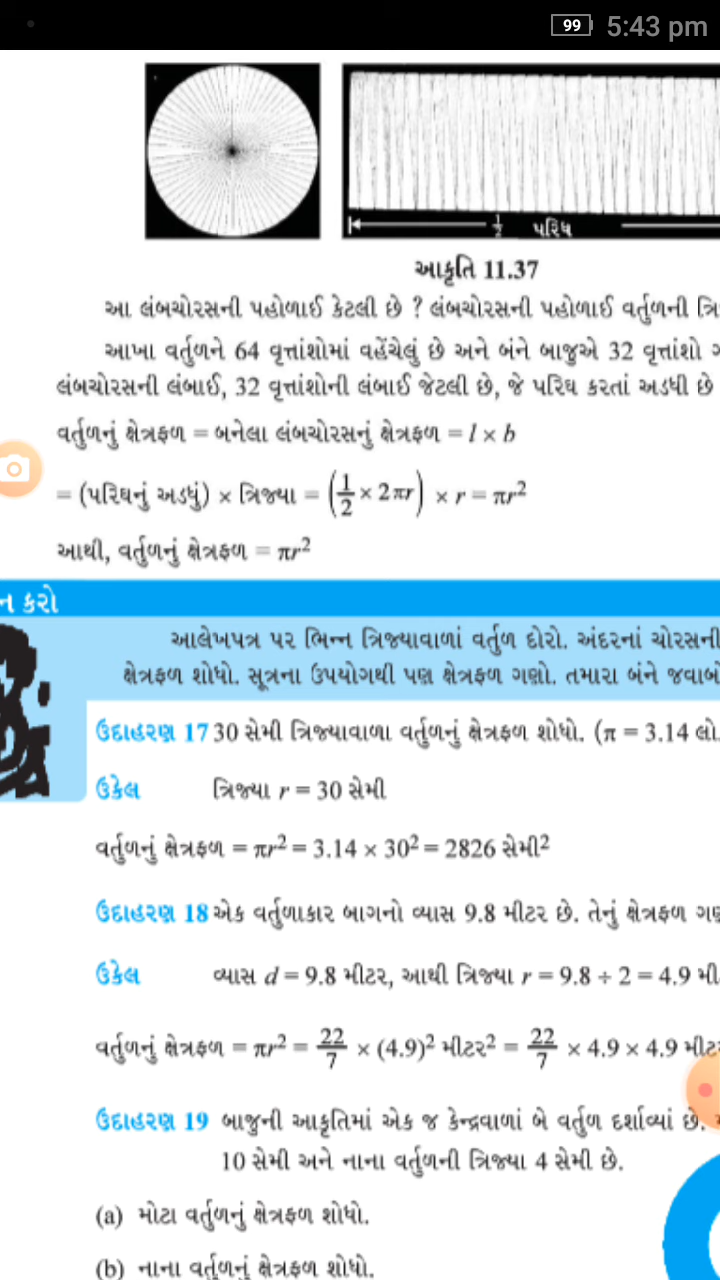 99 5:43 pm
1/2 પરિઘ
આકૃતિ 11.37
આ લંબચોરસની પહોળાઈ કેટલી છે ? લંબચોરસની પહોળાઈ વર્તુળની
આખા વર્તુળને 64 વૃત્તાંશોમાં વહેંચેલું છે અને બંને બાજુએ 32 વૃત્તાંશો
લંબચોરસની લંબાઈ, 32 વૃત્તાંશોની લંબાઈ જેટલી છે, જે પરિઘ કરતાં અડધી છે
વર્તુળનું ક્ષેત્રફળ = બનેલા લંબચોરસનું ક્ષેત્રફળ = l × b
= (પરિઘનું અડધું) × ત્રિજ્યા = (1/2 × 2πr) × r = πr²
આથી, વર્તુળનું ક્ષેત્રફળ = πr²
ન કરો
આલેખપત્ર પર ભિન્ન ત્રિજ્યાવાળાં વર્તુળ દોરો. અંદરનાં ચોરસની
ક્ષેત્રફળ શોધો. સૂત્રના ઉપયોગથી પણ ક્ષેત્રફળ ગણો. તમારા બંને જવાબો
ઉદાહરણ 17 30 સેમી ત્રિજ્યાવાળા વર્તુળનું ક્ષેત્રફળ શોધો. (π = 3.14 લો.
ઉકેલ ત્રિજ્યા r = 30 સેમી
વર્તુળનું ક્ષેત્રફળ = πr² = 3.14 × 30² = 2826 સેમી²
ઉદાહરણ 18 એક વર્તુળાકાર બાગનો વ્યાસ 9.8 મીટર છે. તેનું ક્ષેત્રફળ
ઉકેલ વ્યાસ d = 9.8 મીટર, આથી ત્રિજ્યા r = 9.8 ÷ 2 = 4.9 મી
વર્તુળનું ક્ષેત્રફળ = πr² = 22/7 × (4.9)² મીટર² = 22/7 × 4.9 × 4.9
ઉદાહરણ 19 બાજુની આકૃતિમાં એક જ કેન્દ્રવાળાં બે વર્તુળ દર્શાવ્યાં છે.
10 સેમી અને નાના વર્તુળની ત્રિજ્યા 4 સેમી છે.
(a) મોટા વર્તુળનું ક્ષેત્રફળ શોધો.
(b) નાના વર્તુળનું ક્ષેત્રફળ શોધો.